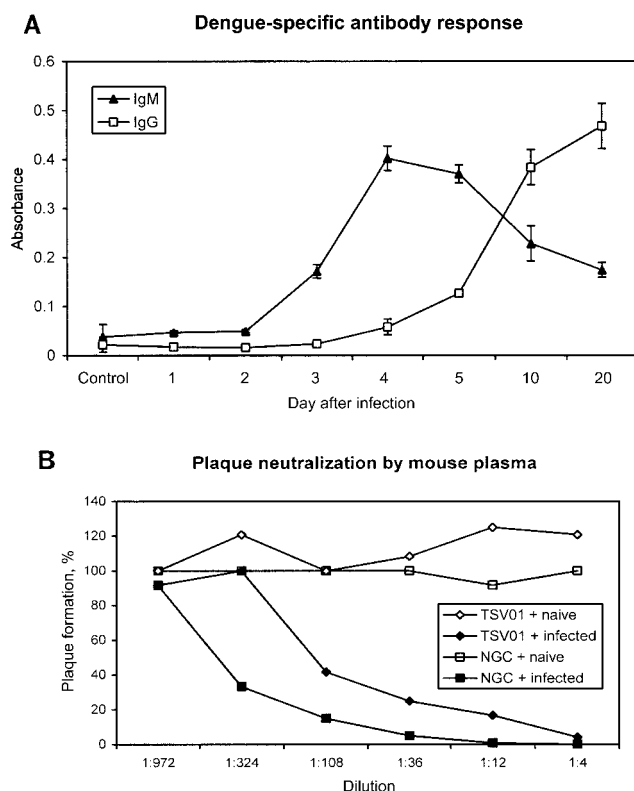 A
Dengue-specific antibody response
0.6
0.5
0.4
0.3
0.2
0.1
0
Absorbance
IgM
IgG
Control 1 2 3 4 5 10 20
Day after infection
B
Plaque neutralization by mouse plasma
140
120
100
80
60
40
20
0
Plaque formation, %
TSV01 + naive
TSV01 + infected
NGC + naive
NGC + infected
1:972 1:324 1:108 1:36 1:12 1:4
Dilution